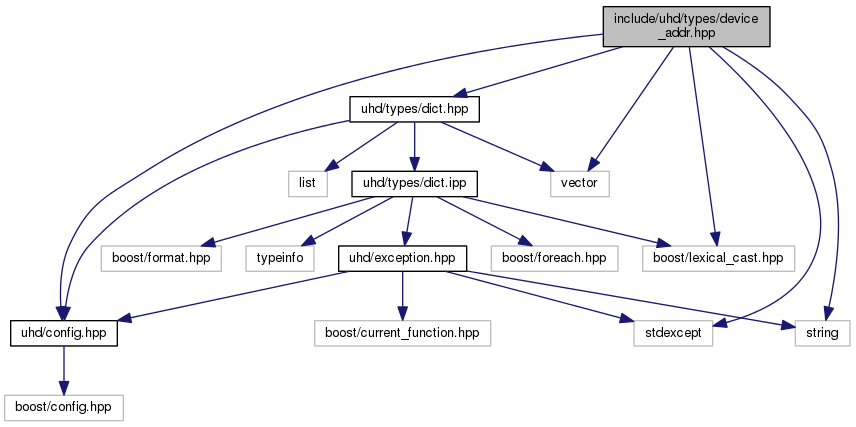 include/uhd/types/device
_addr.hpp
uhd/types/dict.hpp
list
uhd/types/dict.ipp
vector
boost/format.hpp
typeinfo
uhd/exception.hpp
boost/foreach.hpp
boost/lexical_cast.hpp
uhd/config.hpp
boost/current_function.hpp
stdexcept
string
boost/config.hpp